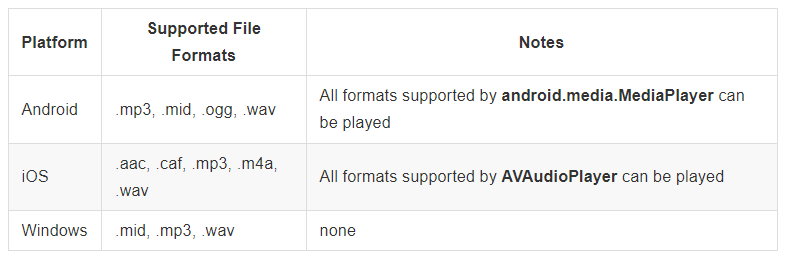 Platform
Supported File
Formats
Notes
Android
.mp3, .mid, .ogg, .wav
All formats supported by android.media.MediaPlayer can
be played
iOS
.aac, .caf, .mp3, .m4a,
.wav
All formats supported by AVAudioPlayer can be played
Windows
.mid, .mp3, .wav
none